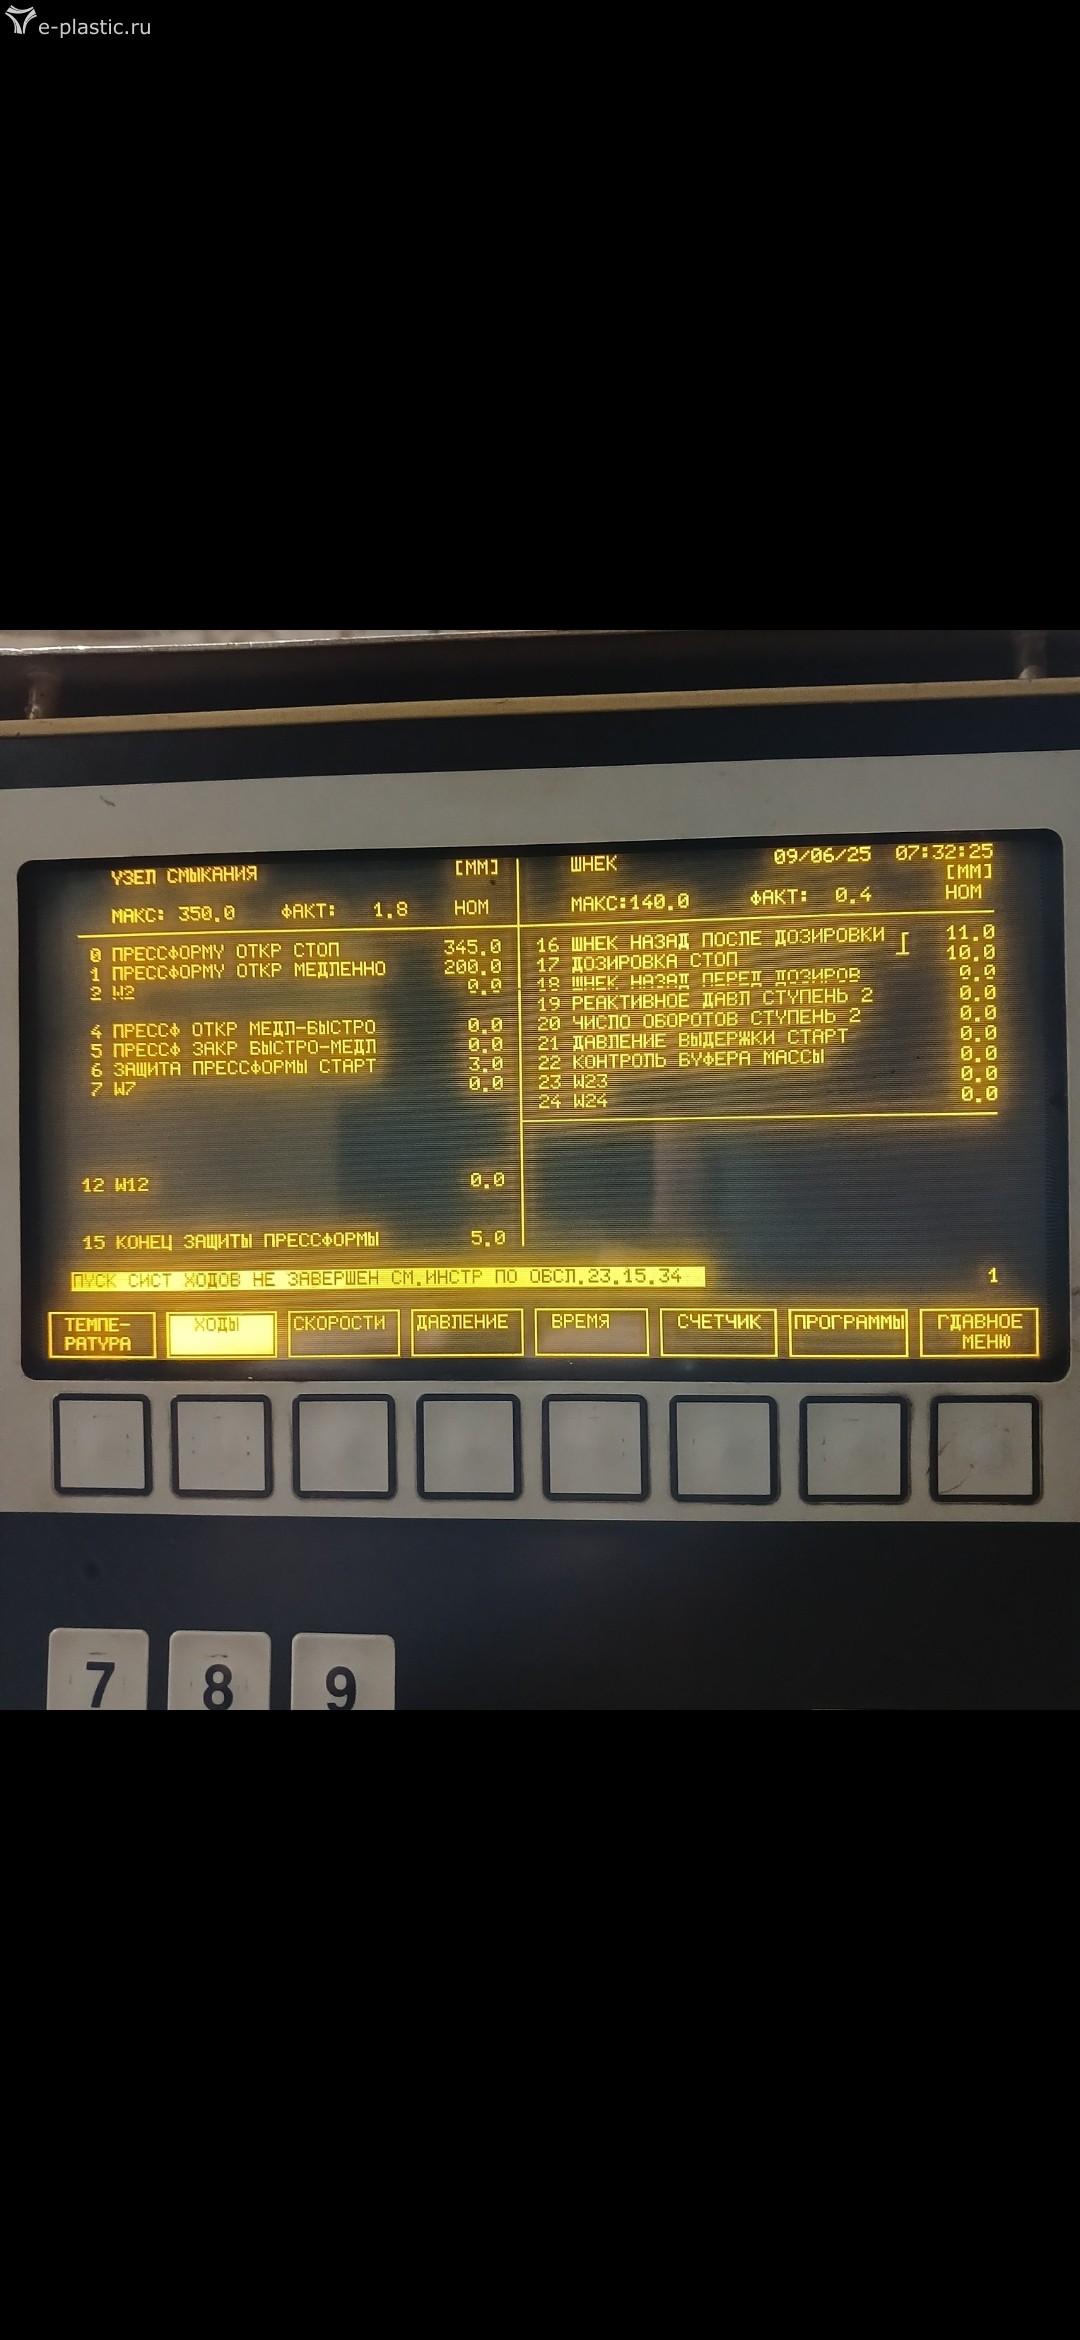 e-plastic.ru
09/06/25 07:32:25
УЗЕЛ СМЫКАНИЯ [ММ]
МАКС: 350.0 ФАКТ: 1.8 НОМ
0 ПРЕССФОРМУ ОТКР СТОП 345.0
1 ПРЕССФОРМУ ОТКР МЕДЛЕННО 200.0
2 W2 0.0
4 ПРЕССФ ОТКР МЕДЛ-БЫСТРО 0.0
5 ПРЕССФ ЗАКР БЫСТРО-МЕДЛ 0.0
6 ЗАЩИТА ПРЕССФОРМЫ СТАРТ 3.0
7 W7 0.0
12 W12 0.0
15 КОНЕЦ ЗАЩИТЫ ПРЕССФОРМЫ 5.0
ШНЕК [ММ]
МАКС:140.0 ФАКТ: 0.4 НОМ
16 ШНЕК НАЗАД ПОСЛЕ ДОЗИРОВКИ 11.0
17 ДОЗИРОВКА СТОП 10.0
18 ШНЕК НАЗАД ПЕРЕД ДОЗИРОВ 0.0
19 РЕАКТИВНОЕ ДАВЛ СТУПЕНЬ 2 0.0
20 ЧИСЛО ОБОРОТОВ СТУПЕНЬ 2 0.0
21 ДАВЛЕНИЕ ВЫДЕРЖКИ СТАРТ 0.0
22 КОНТРОЛЬ БУФЕРА МАССЫ 0.0
23 W23 0.0
24 W24 0.0
ПУСК СИСТ ХОДОВ НЕ ЗАВЕРШЕН СМ.ИНСТР ПО ОБСЛ.23.15.34 1
ТЕМПЕ-
РАТУРА
ХОДЫ
СКОРОСТИ
ДАВЛЕНИЕ
ВРЕМЯ
СЧЕТЧИК
ПРОГРАММЫ
ГДАВНОЕ
МЕНЮ
7 8 9